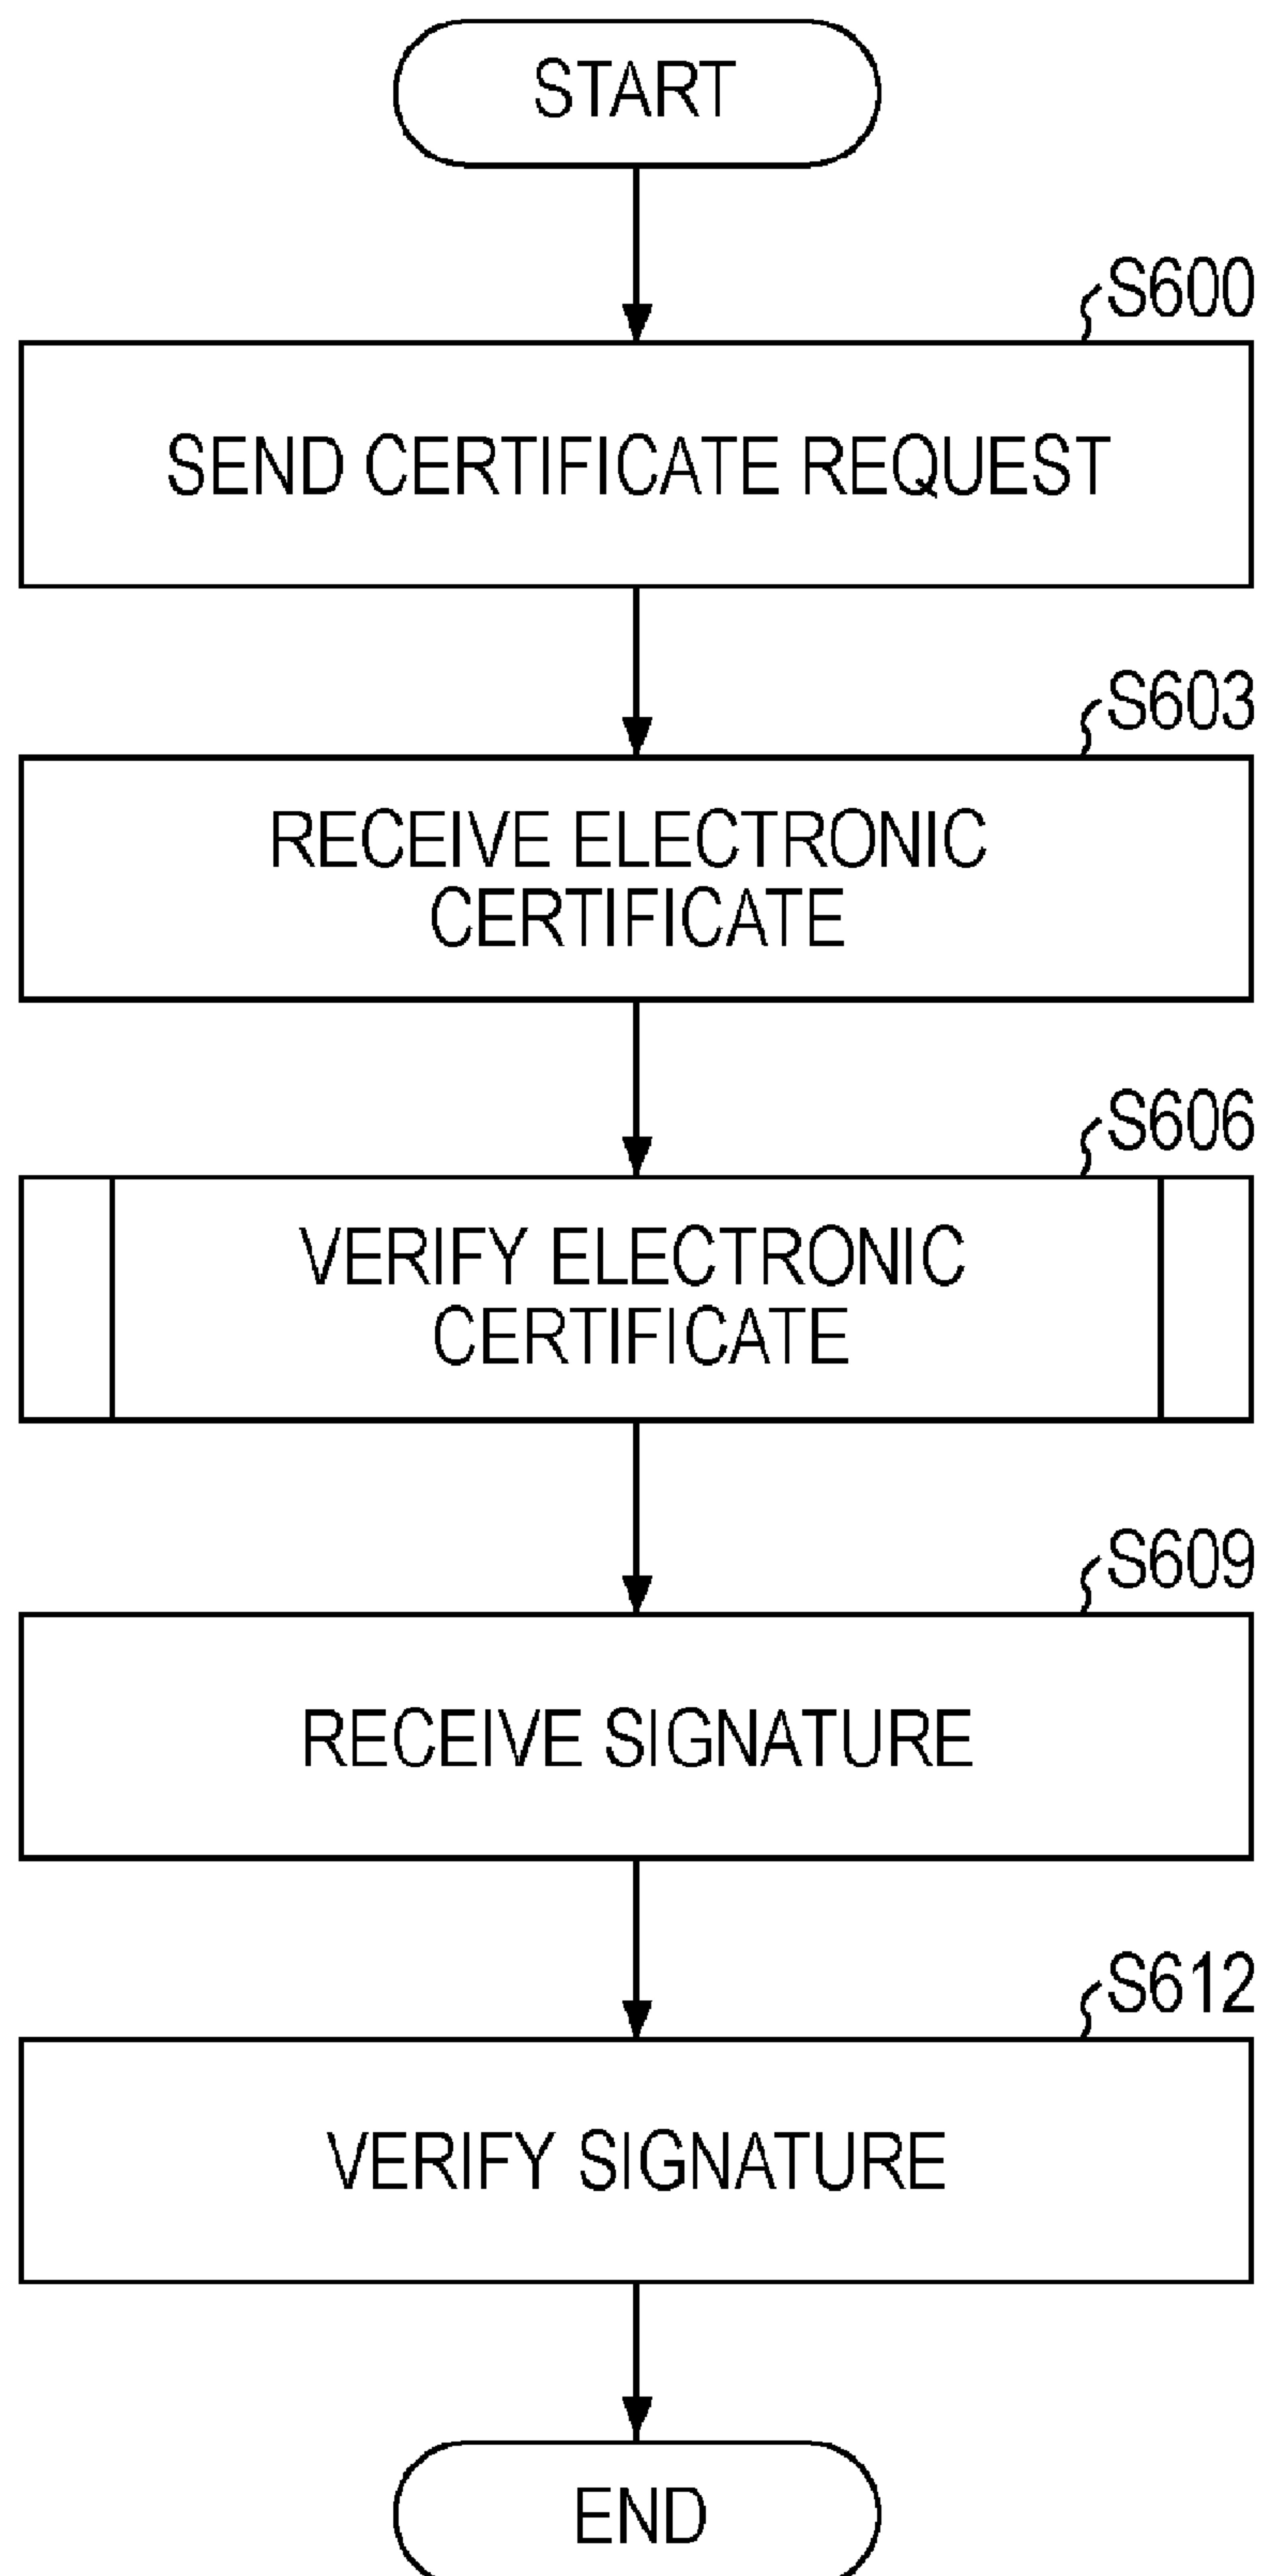 START
S600
SEND CERTIFICATE REQUEST
S603
RECEIVE ELECTRONIC
CERTIFICATE
S606
VERIFY ELECTRONIC
CERTIFICATE
S609
RECEIVE SIGNATURE
S612
VERIFY SIGNATURE
END